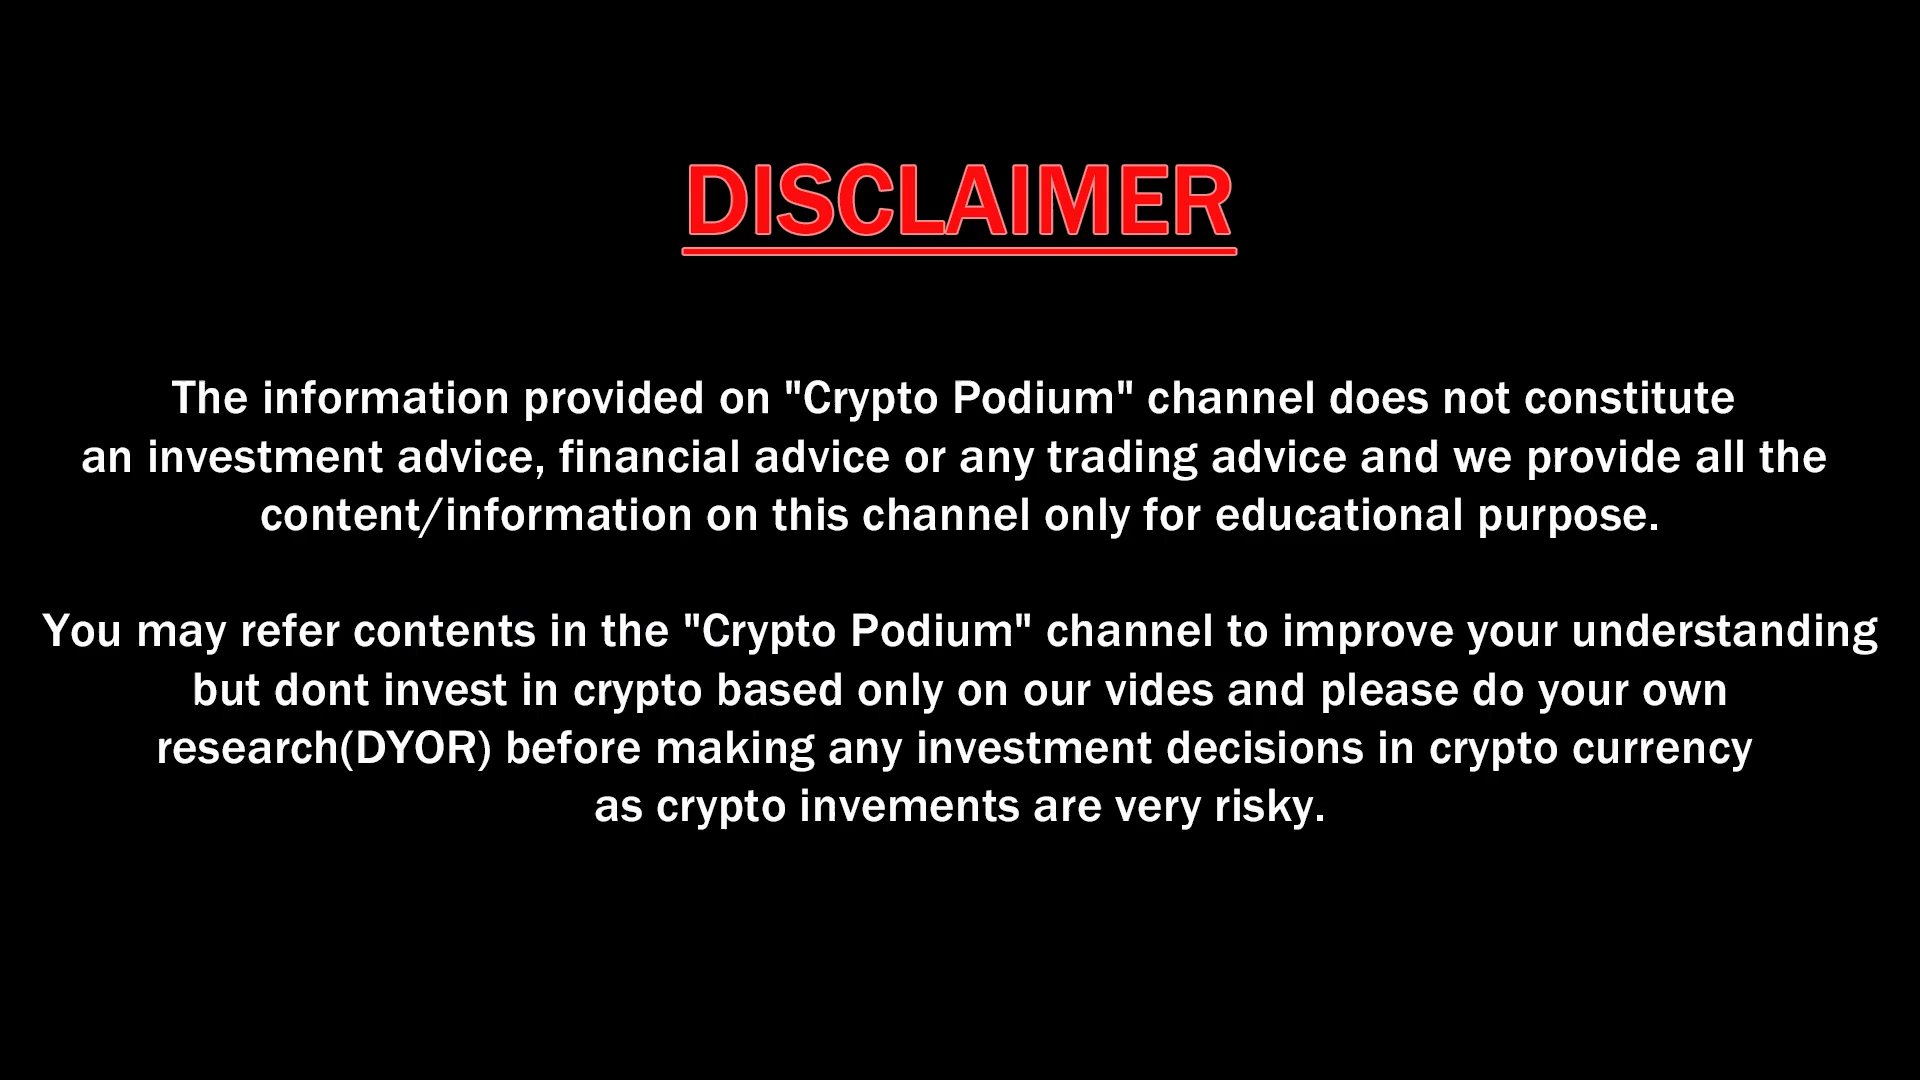 DISCLAIMER
The information provided on "Crypto Podium" channel does not constitute
an investment advice, financial advice or any trading advice and we provide all the
content/information on this channel only for educational purpose.
You may refer contents in the "Crypto Podium" channel to improve your understanding
but dont invest in crypto based only on our vides and please do your own
research(DYOR) before making any investment decisions in crypto currency
as crypto invements are very risky.